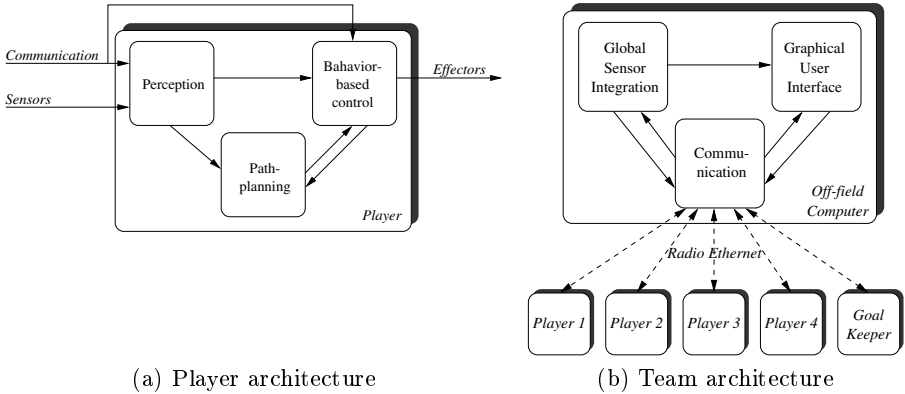 Communication
Sensors
Perception
Bahavior-
based
control
Effectors
Path-
planning
Player
(a) Player architecture
Global
Sensor
Integration
Graphical
User
Interface
Commu-
nication
Off-field
Computer
Radio Ethernet
Player 1
Player 2
Player 3
Player 4
Goal
Keeper
(b) Team architecture